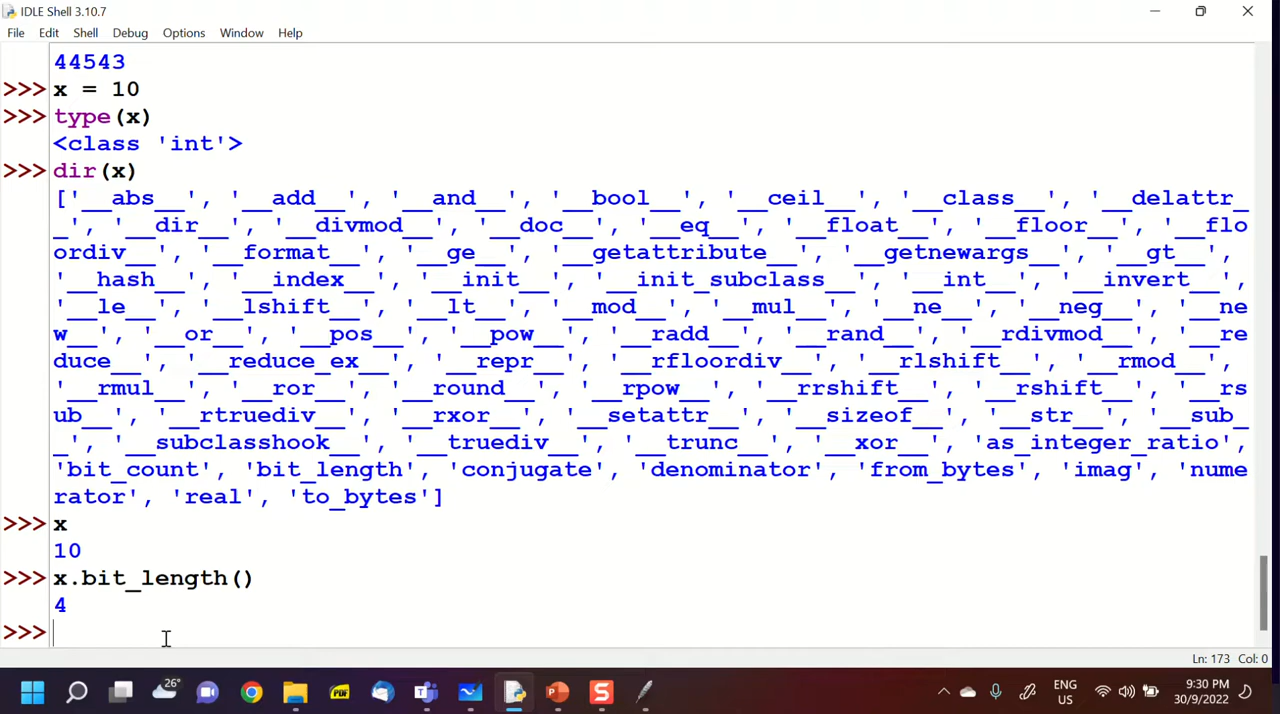 IDLE Shell 3.10.7
File Edit Shell Debug Options Window Help
44543
>>> x = 10
>>> type(x)
<class 'int'>
>>> dir(x)
['__abs__', '__add__', '__and__', '__bool__', '__ceil__', '__class__', '__delattr_
_', '__dir__', '__divmod__', '__doc__', '__eq__', '__float__', '__floor__', '__flo
ordiv__', '__format__', '__ge__', '__getattribute__', '__getnewargs__', '__gt__',
'__hash__', '__index__', '__init__', '__init_subclass__', '__int__', '__invert__',
'__le__', '__lshift__', '__lt__', '__mod__', '__mul__', '__ne__', '__neg__', '__ne
w__', '__or__', '__pos__', '__pow__', '__radd__', '__rand__', '__rdivmod__', '__re
duce__', '__reduce_ex__', '__repr__', '__rfloordiv__', '__rlshift__', '__rmod__',
'__rmul__', '__ror__', '__round__', '__rpow__', '__rrshift__', '__rshift__', '__rs
ub__', '__rtruediv__', '__rxor__', '__setattr__', '__sizeof__', '__str__', '__sub_
_', '__subclasshook__', '__truediv__', '__trunc__', '__xor__', 'as_integer_ratio',
'bit_count', 'bit_length', 'conjugate', 'denominator', 'from_bytes', 'imag', 'nume
rator', 'real', 'to_bytes']
>>> x
10
>>> x.bit_length()
4
>>>
Ln: 173 Col: 0
26°
PDF
S
ENG
US
9:30 PM
30/9/2022